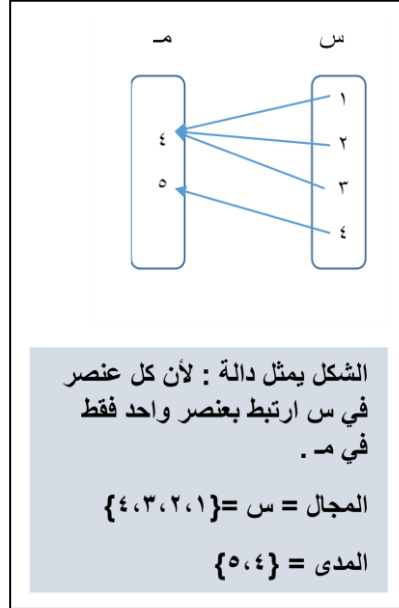 س مـ
١
٢ ٤
٣ ٥
٤
الشكل يمثل دالة : لأن كل عنصر
في س ارتبط بعنصر واحد فقط
في مـ .
المجال = س ={١،٢،٣،٤}
المدى = {٤،٥}